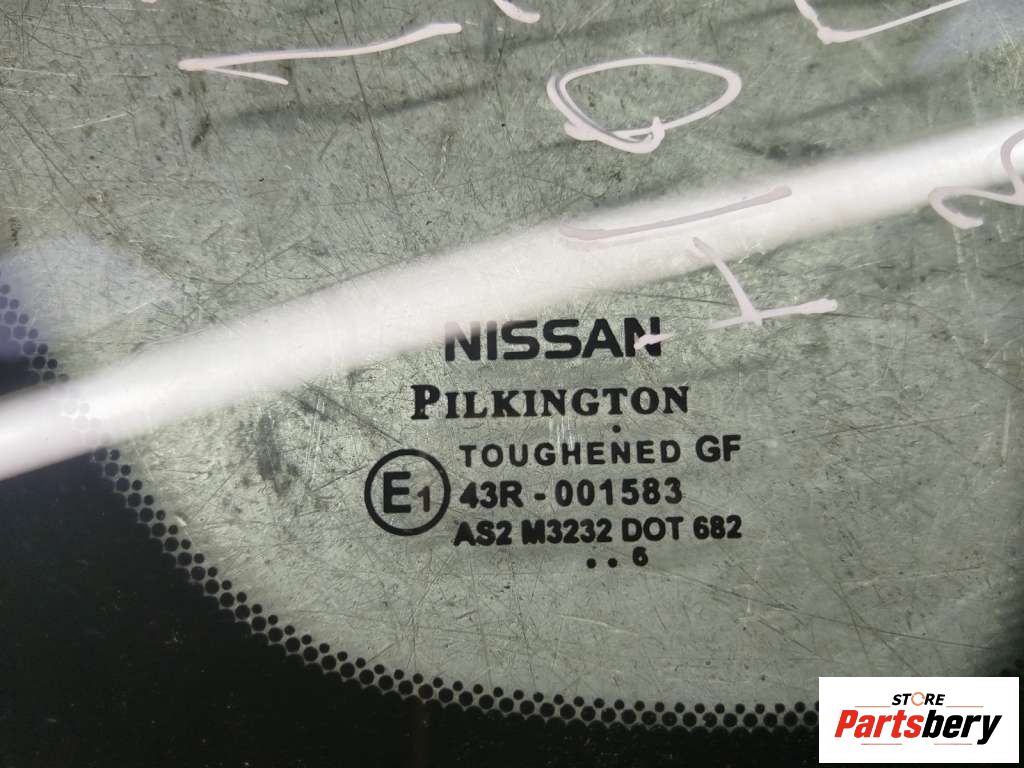 NISSAN
PILKINGTON
TOUGHENED GF
E1
43R - 001583
AS2 M3232 DOT 682
.. 6
STORE
Partsbery